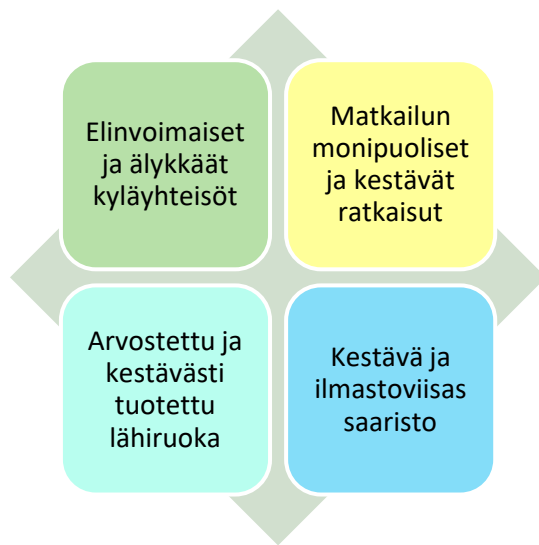 Elinvoimaiset
ja älykkäät
kyläyhteisöt
Matkailun
monipuoliset
ja kestävät
ratkaisut
Arvostettu ja
kestävästi
tuotettu
lähiruoka
Kestävä ja
ilmastoviisas
saaristo